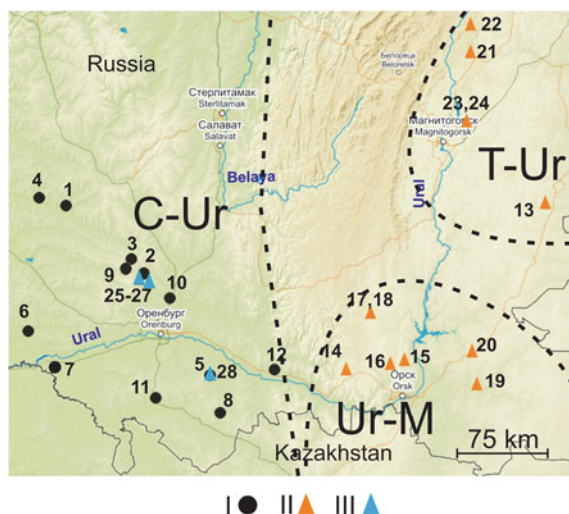 22
Russia
21
Белорецк
Beloretsk
Стерлитамак
Sterlitamak
23,24
Салават
Salavat
Магнитогорск
Magnitogorsk
T-Ur
Belaya
Ural
4
1
C-Ur
13
3
2
9
10
25-27
17,18
6
Оренбург
Orenburg
Ural
7
5
28
12
14
16
15
20
19
Орск
Orsk
11
8
Ur-M
Kazakhstan
75 km
I II III